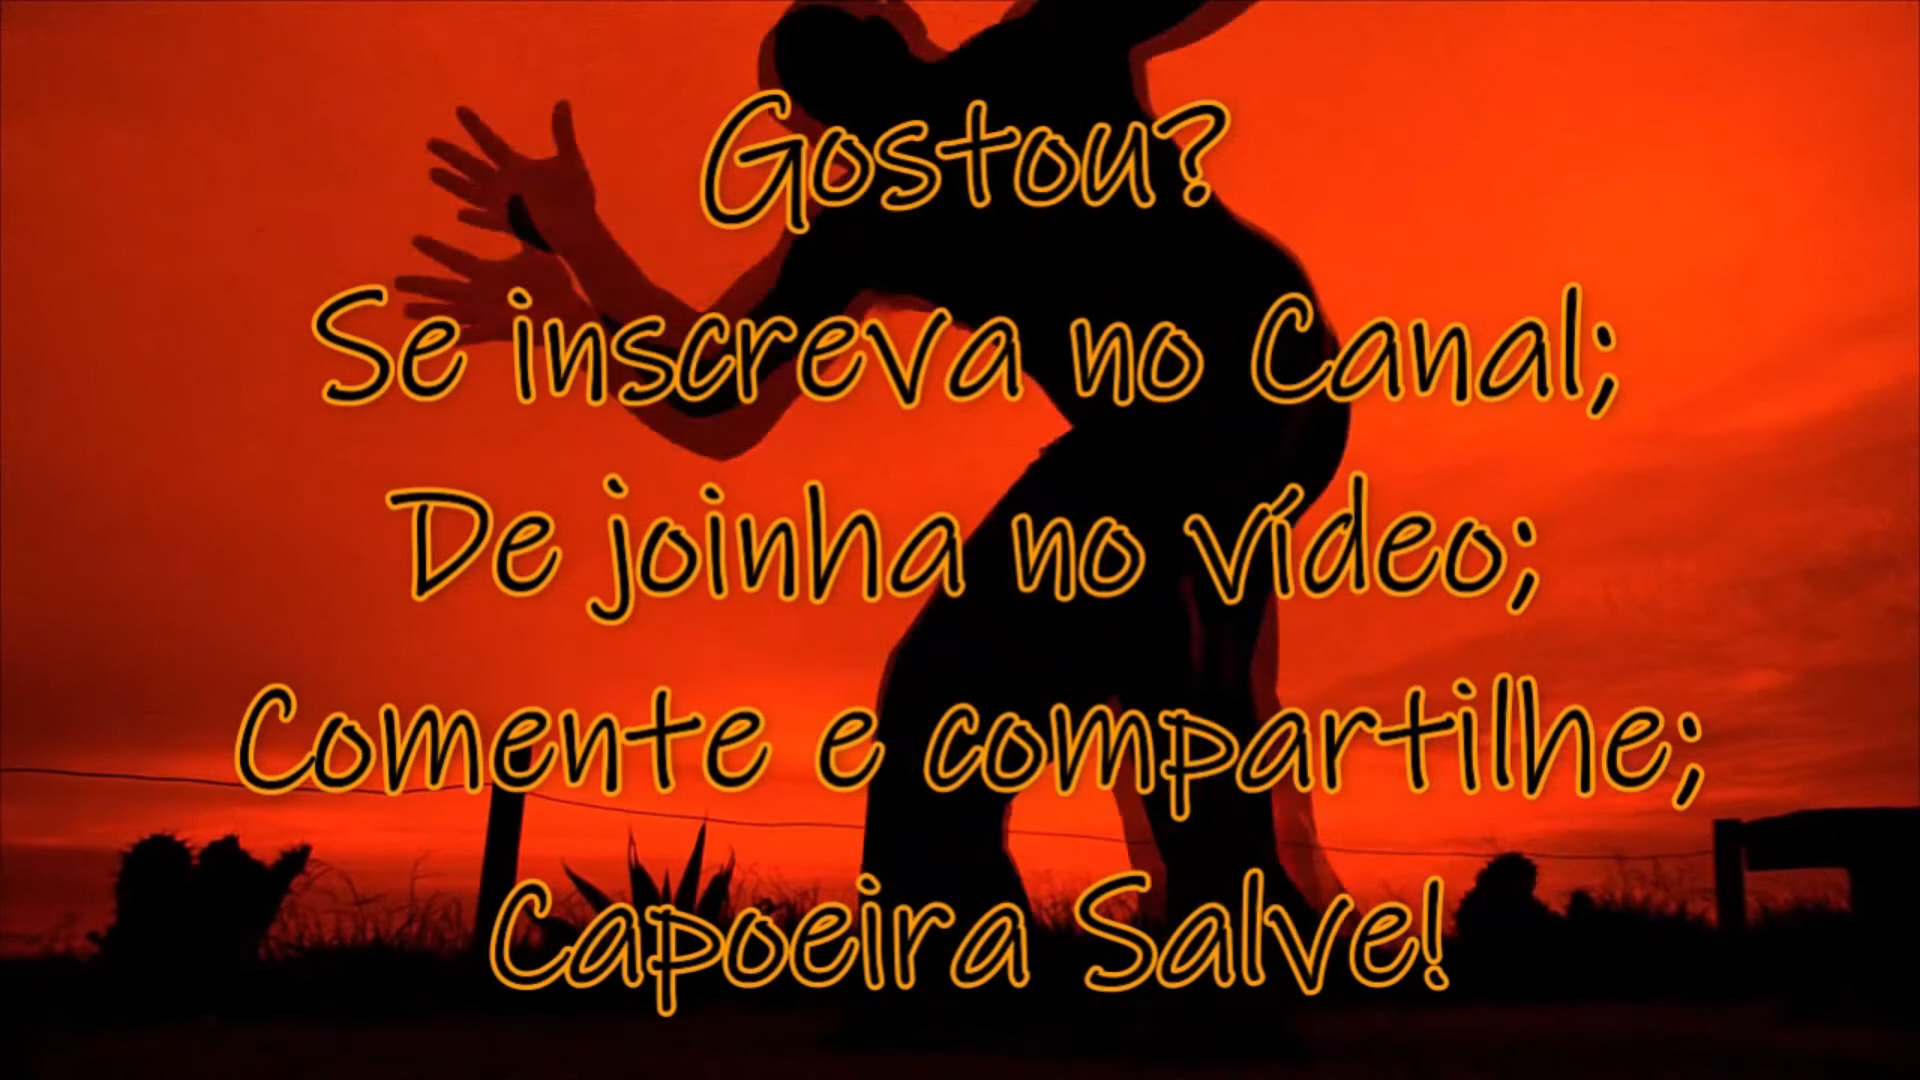 Gostou?
Se inscreva no Canal;
De joinha no vídeo;
Comente e compartilhe;
Capoeira Salve!